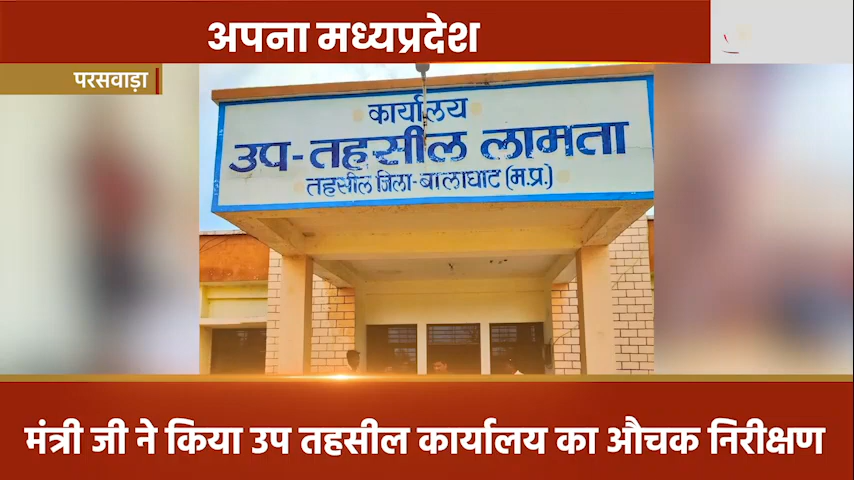 अपना मध्यप्रदेश
परसवाड़ा
कार्यालय
उप-तहसील लामता
तहसील जिला-बालाघाट (म.प्र.)
मंत्री जी ने किया उप तहसील कार्यालय का औचक निरीक्षण